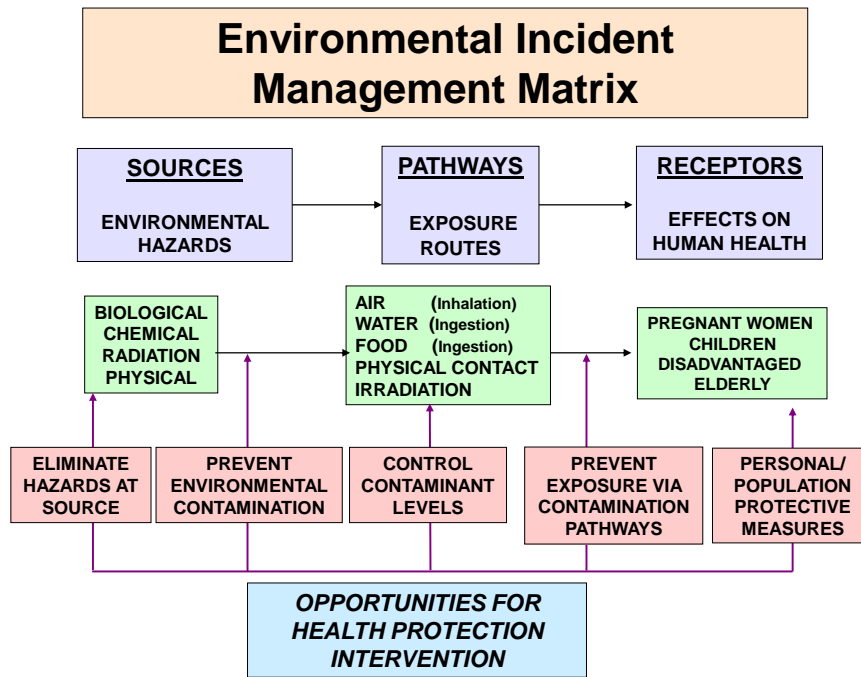 Environmental Incident
Management Matrix
SOURCES
ENVIRONMENTAL
HAZARDS
PATHWAYS
EXPOSURE
ROUTES
RECEPTORS
EFFECTS ON
HUMAN HEALTH
BIOLOGICAL
CHEMICAL
RADIATION
PHYSICAL
AIR (Inhalation)
WATER (Ingestion)
FOOD (Ingestion)
PHYSICAL CONTACT
IRRADIATION
PREGNANT WOMEN
CHILDREN
DISADVANTAGED
ELDERLY
ELIMINATE
HAZARDS AT
SOURCE
PREVENT
ENVIRONMENTAL
CONTAMINATION
CONTROL
CONTAMINANT
LEVELS
PREVENT
EXPOSURE VIA
CONTAMINATION
PATHWAYS
PERSONAL/
POPULATION
PROTECTIVE
MEASURES
OPPORTUNITIES FOR
HEALTH PROTECTION
INTERVENTION